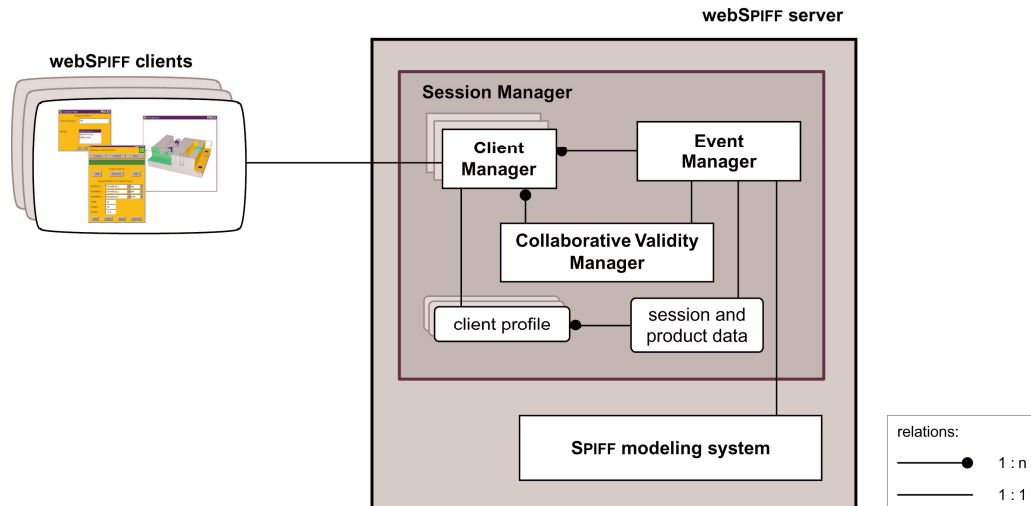 webSPIFF server
webSPIFF clients
Session Manager
Client
Manager
Event
Manager
Collaborative Validity
Manager
client profile
session and
product data
SPIFF modeling system
relations:
1 : n
1 : 1